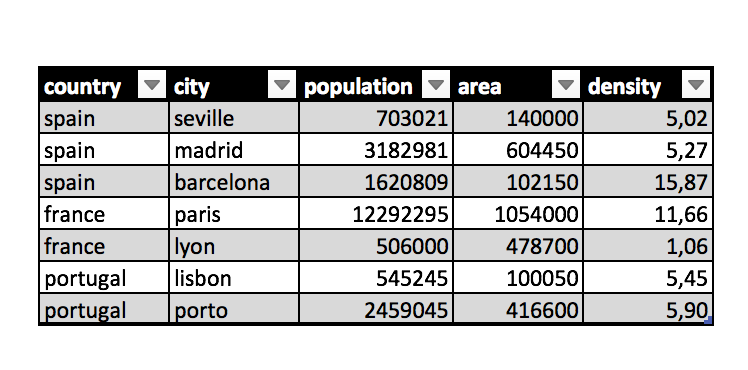 country city population area density
spain seville 703021 140000 5,02
spain madrid 3182981 604450 5,27
spain barcelona 1620809 102150 15,87
france paris 12292295 1054000 11,66
france lyon 506000 478700 1,06
portugal lisbon 545245 100050 5,45
portugal porto 2459045 416600 5,90